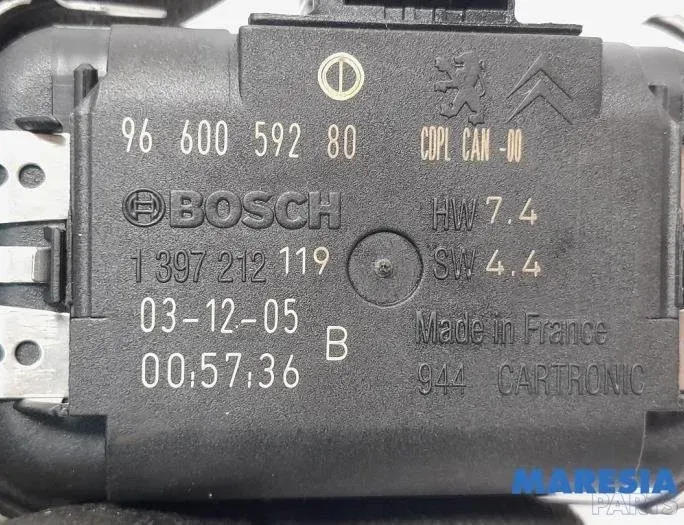 96 600 592 80 CDPL CAN -00
BOSCH HW 7.4
1 397 212 119 SW 4.4
03-12-05 Made in France
00:57:36 B 944 CARTRONIC
MARESIA
PARTS